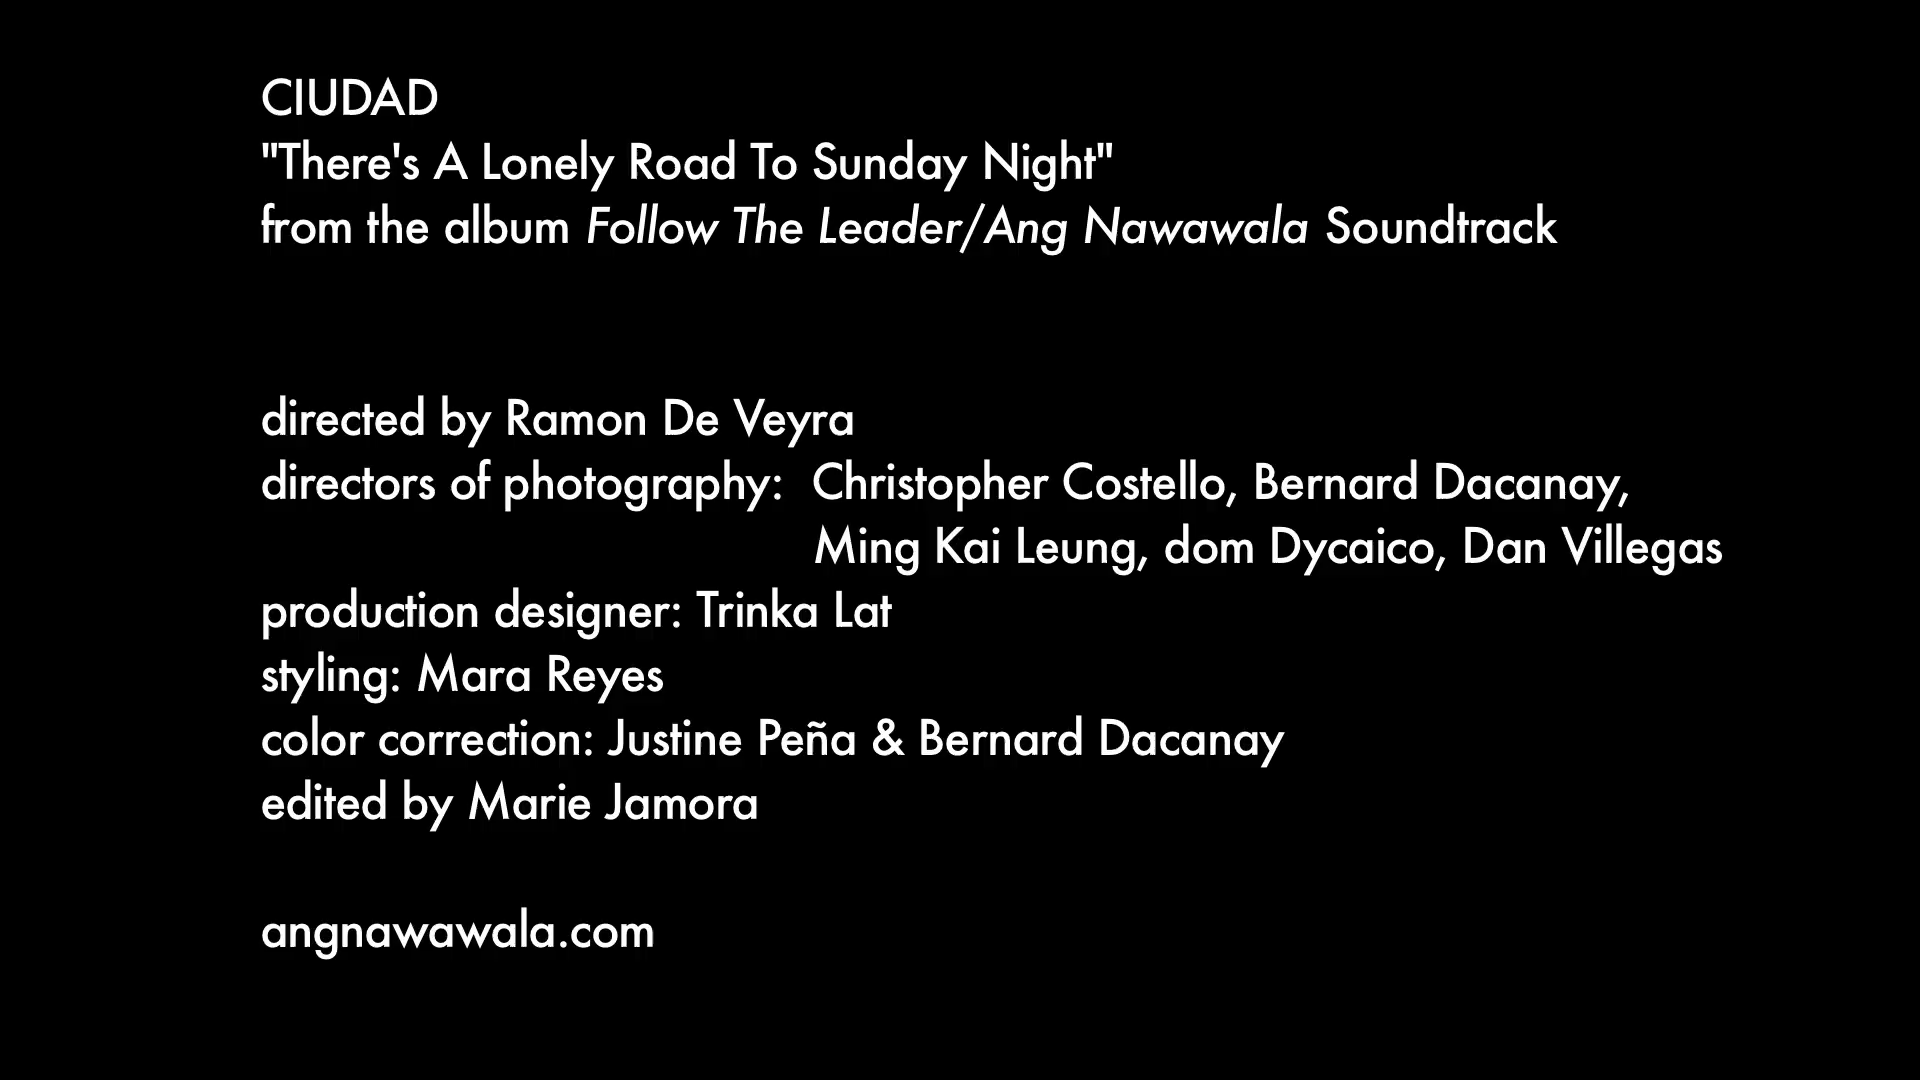 CIUDAD
"There's A Lonely Road To Sunday Night"
from the album Follow The Leader/Ang Nawawala Soundtrack
directed by Ramon De Veyra
directors of photography: Christopher Costello, Bernard Dacanay,
Ming Kai Leung, dom Dycaico, Dan Villegas
production designer: Trinka Lat
styling: Mara Reyes
color correction: Justine Peña & Bernard Dacanay
edited by Marie Jamora
angnawawala.com